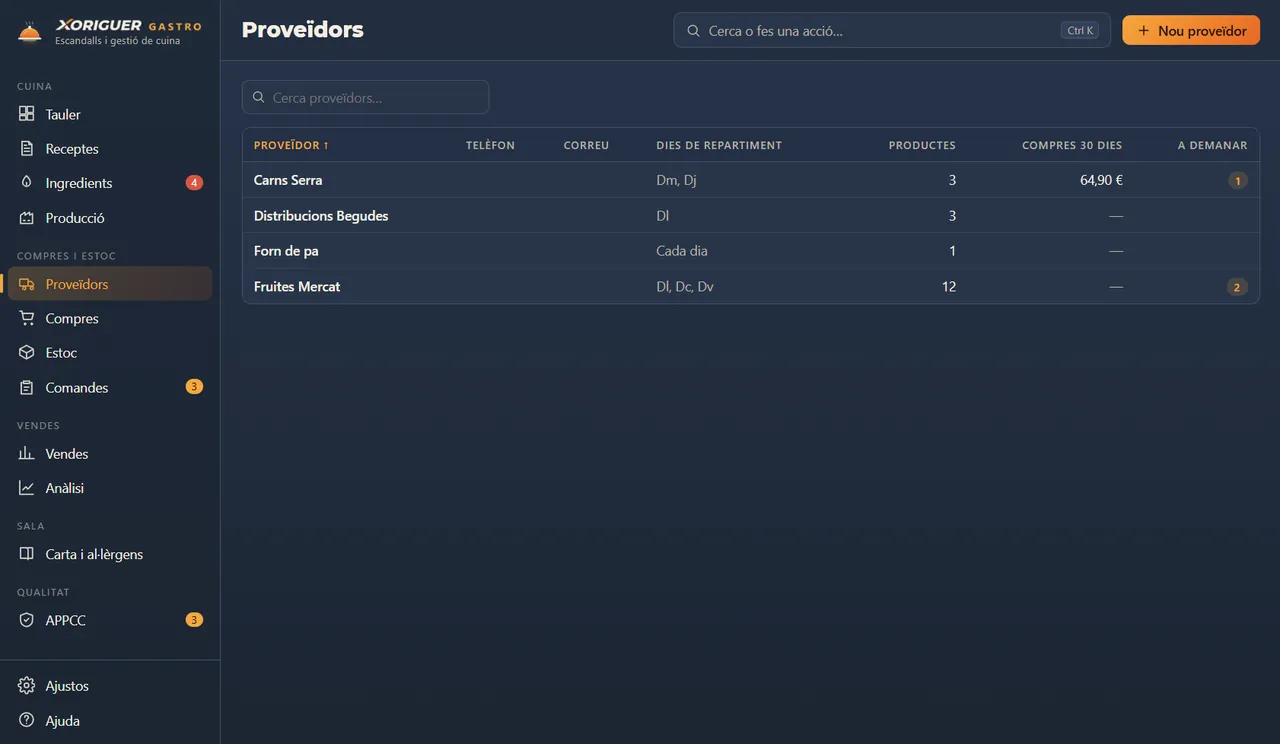 XORIGUER GASTRO
Escandalls i gestió de cuina
Proveïdors
Cerca o fes una acció...
Ctrl K
+ Nou proveïdor
CUINA
Tauler
Receptes
Ingredients 4
Producció
COMPRES I ESTOC
Proveïdors
Compres
Estoc
Comandes 3
VENDES
Vendes
Anàlisi
SALA
Carta i al·lèrgens
QUALITAT
APPCC 3
Ajustos
Ajuda
Cerca proveïdors...
PROVEÏDOR ↑ TELÈFON CORREU DIES DE REPARTIMENT PRODUCTES COMPRES 30 DIES A DEMANAR
Carns Serra Dm, Dj 3 64,90 € 1
Distribucions Begudes Dl 3 —
Forn de pa Cada dia 1 —
Fruites Mercat Dl, Dc, Dv 12 — 2